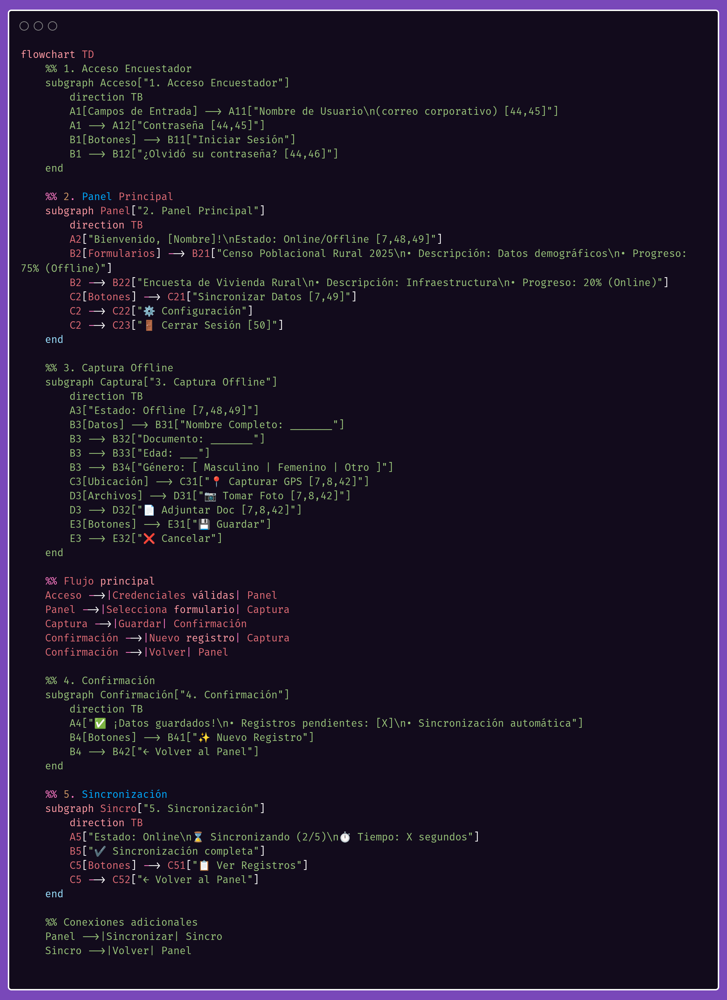 flowchart TD
    %% 1. Acceso Encuestador
    subgraph Acceso["1. Acceso Encuestador"]
        direction TB
        A1[Campos de Entrada] --> A11["Nombre de Usuario\n(correo corporativo) [44,45]"]
        A1 --> A12["Contraseña [44,45]"]
        B1[Botones] --> B11["Iniciar Sesión"]
        B1 --> B12["¿Olvidó su contraseña? [44,46]"]
    end

    %% 2. Panel Principal
    subgraph Panel["2. Panel Principal"]
        direction TB
        A2["Bienvenido, [Nombre]!\nEstado: Online/Offline [7,48,49]"]
        B2[Formularios] --> B21["Censo Poblacional Rural 2025\n• Descripción: Datos demográficos\n• Progreso:
75% (Offline)"]
        B2 --> B22["Encuesta de Vivienda Rural\n• Descripción: Infraestructura\n• Progreso: 20% (Online)"]
        C2[Botones] --> C21["Sincronizar Datos [7,49]"]
        C2 --> C22["⚙️ Configuración"]
        C2 --> C23["🚪 Cerrar Sesión [50]"]
    end

    %% 3. Captura Offline
    subgraph Captura["3. Captura Offline"]
        direction TB
        A3["Estado: Offline [7,48,49]"]
        B3[Datos] --> B31["Nombre Completo: _______"]
        B3 --> B32["Documento: _______"]
        B3 --> B33["Edad: ___"]
        B3 --> B34["Género: [ Masculino | Femenino | Otro ]"]
        C3[Ubicación] --> C31["📍 Capturar GPS [7,8,42]"]
        D3[Archivos] --> D31["📷 Tomar Foto [7,8,42]"]
        D3 --> D32["📄 Adjuntar Doc [7,8,42]"]
        E3[Botones] --> E31["💾 Guardar"]
        E3 --> E32["❌ Cancelar"]
    end

    %% Flujo principal
    Acceso -->|Credenciales válidas| Panel
    Panel -->|Selecciona formulario| Captura
    Captura -->|Guardar| Confirmación
    Confirmación -->|Nuevo registro| Captura
    Confirmación -->|Volver| Panel

    %% 4. Confirmación
    subgraph Confirmación["4. Confirmación"]
        direction TB
        A4["✅ ¡Datos guardados!\n• Registros pendientes: [X]\n• Sincronización automática"]
        B4[Botones] --> B41["✨ Nuevo Registro"]
        B4 --> B42["← Volver al Panel"]
    end

    %% 5. Sincronización
    subgraph Sincro["5. Sincronización"]
        direction TB
        A5["Estado: Online\n⌛ Sincronizando (2/5)\n⏱️ Tiempo: X segundos"]
        B5["✔️ Sincronización completa"]
        C5[Botones] --> C51["📋 Ver Registros"]
        C5 --> C52["← Volver al Panel"]
    end

    %% Conexiones adicionales
    Panel -->|Sincronizar| Sincro
    Sincro -->|Volver| Panel